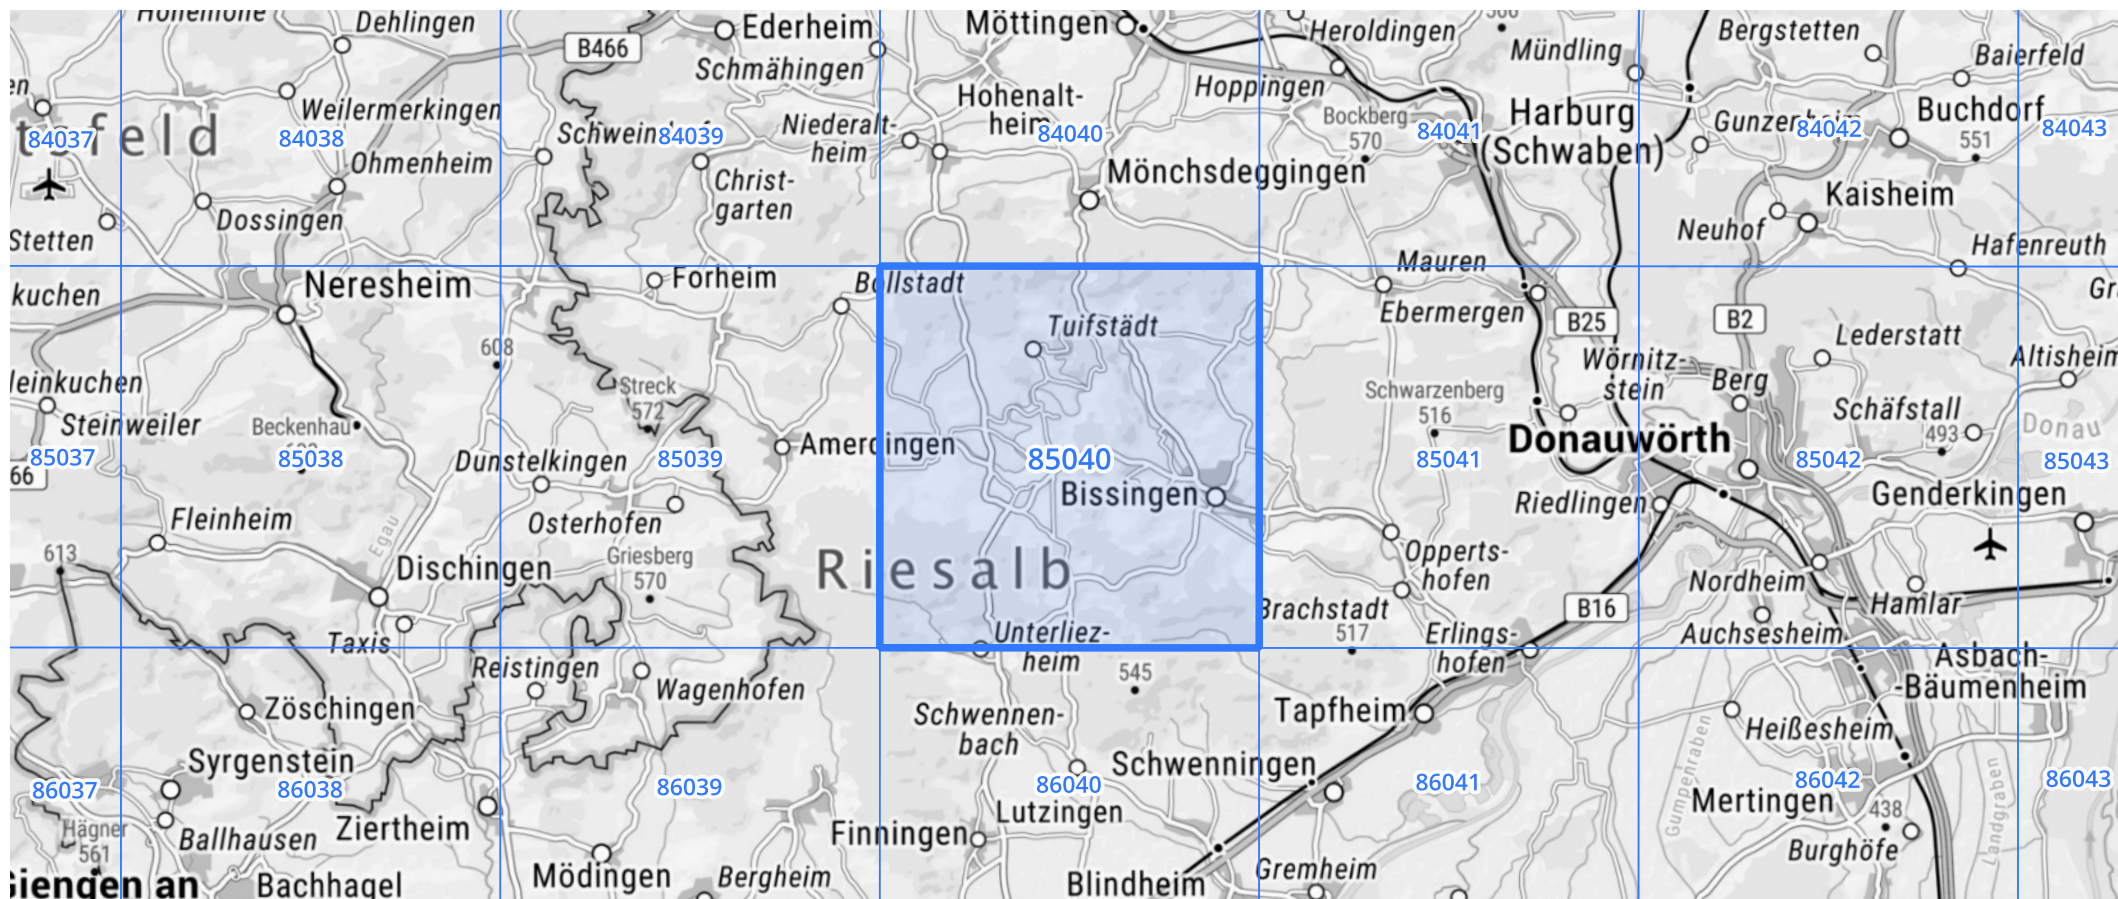 Dehlingen
B466
Ederheim
Schmähingen
Möttingen
Heroldingen
Mündling
Bergstetten
Baierfeld
Weilermerkingen
Hohenalt-
heim
Hoppingen
Bockberg
570
Harburg
(Schwaben)
Gunzenheim
Buchdorf
551
84037
84038
84039
84040
84041
84042
84043
Niederalt-
heim
Ohmenheim
Christ-
garten
Mönchsdeggingen
Kaisheim
Dossingen
Stetten
Neuhof
Hafenreuth
Mauren
Ebermergen
kuchen
Neresheim
Forheim
Bollstadt
Tuifstädt
B25
B2
Lederstatt
Altisheim
608
Streck
572
Wörnitz-
stein
Berg
Schwarzenberg
516
Schäfstall
493
Donau
leinkuchen
Steinweiler
Beckenhau
Amerdingen
Donauwörth
85037
85038
85039
85040
85041
85042
85043
66
Dunstelkingen
Bissingen
Riedlingen
Genderkingen
Fleinheim
Osterhofen
Egau
613
Dischingen
Griesberg
570
Riesalb
Opperts-
hofen
Nordheim
Hamlar
Brachstadt
517
B16
Taxis
Unterliez-
heim
Erlings-
hofen
Auchsesheim
Asbach-
-Bäumenheim
Reistingen
Wagenhofen
545
Zöschingen
Schwennen-
bach
Tapfheim
Heißesheim
Gumpenraben
Syrgenstein
Schwenningen
86037
86038
86039
86040
86041
86042
86043
Mertingen
438
Landgraben
Hägner
561
Ballhausen
Ziertheim
Finningen
Lutzingen
Burghöfe
Giengen an
Bachhagel
Mödingen
Bergheim
Blindheim
Gremheim